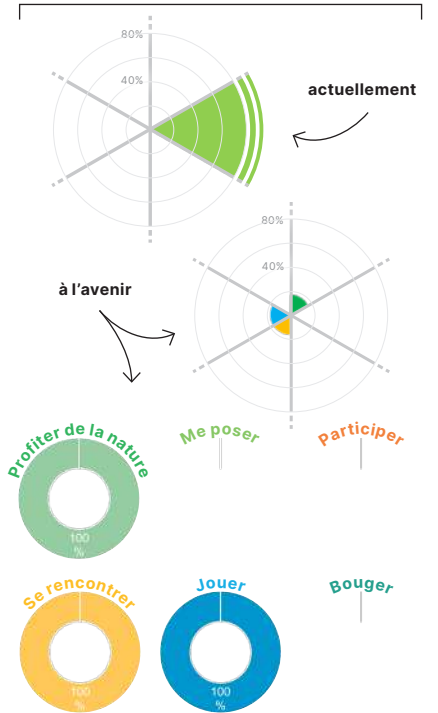 80%
40%
actuellement
80%
40%
à l'avenir
Profiter de la nature
Me poser
Participer
100
%
Se rencontrer
Jouer
Bouger
100
%
100
%